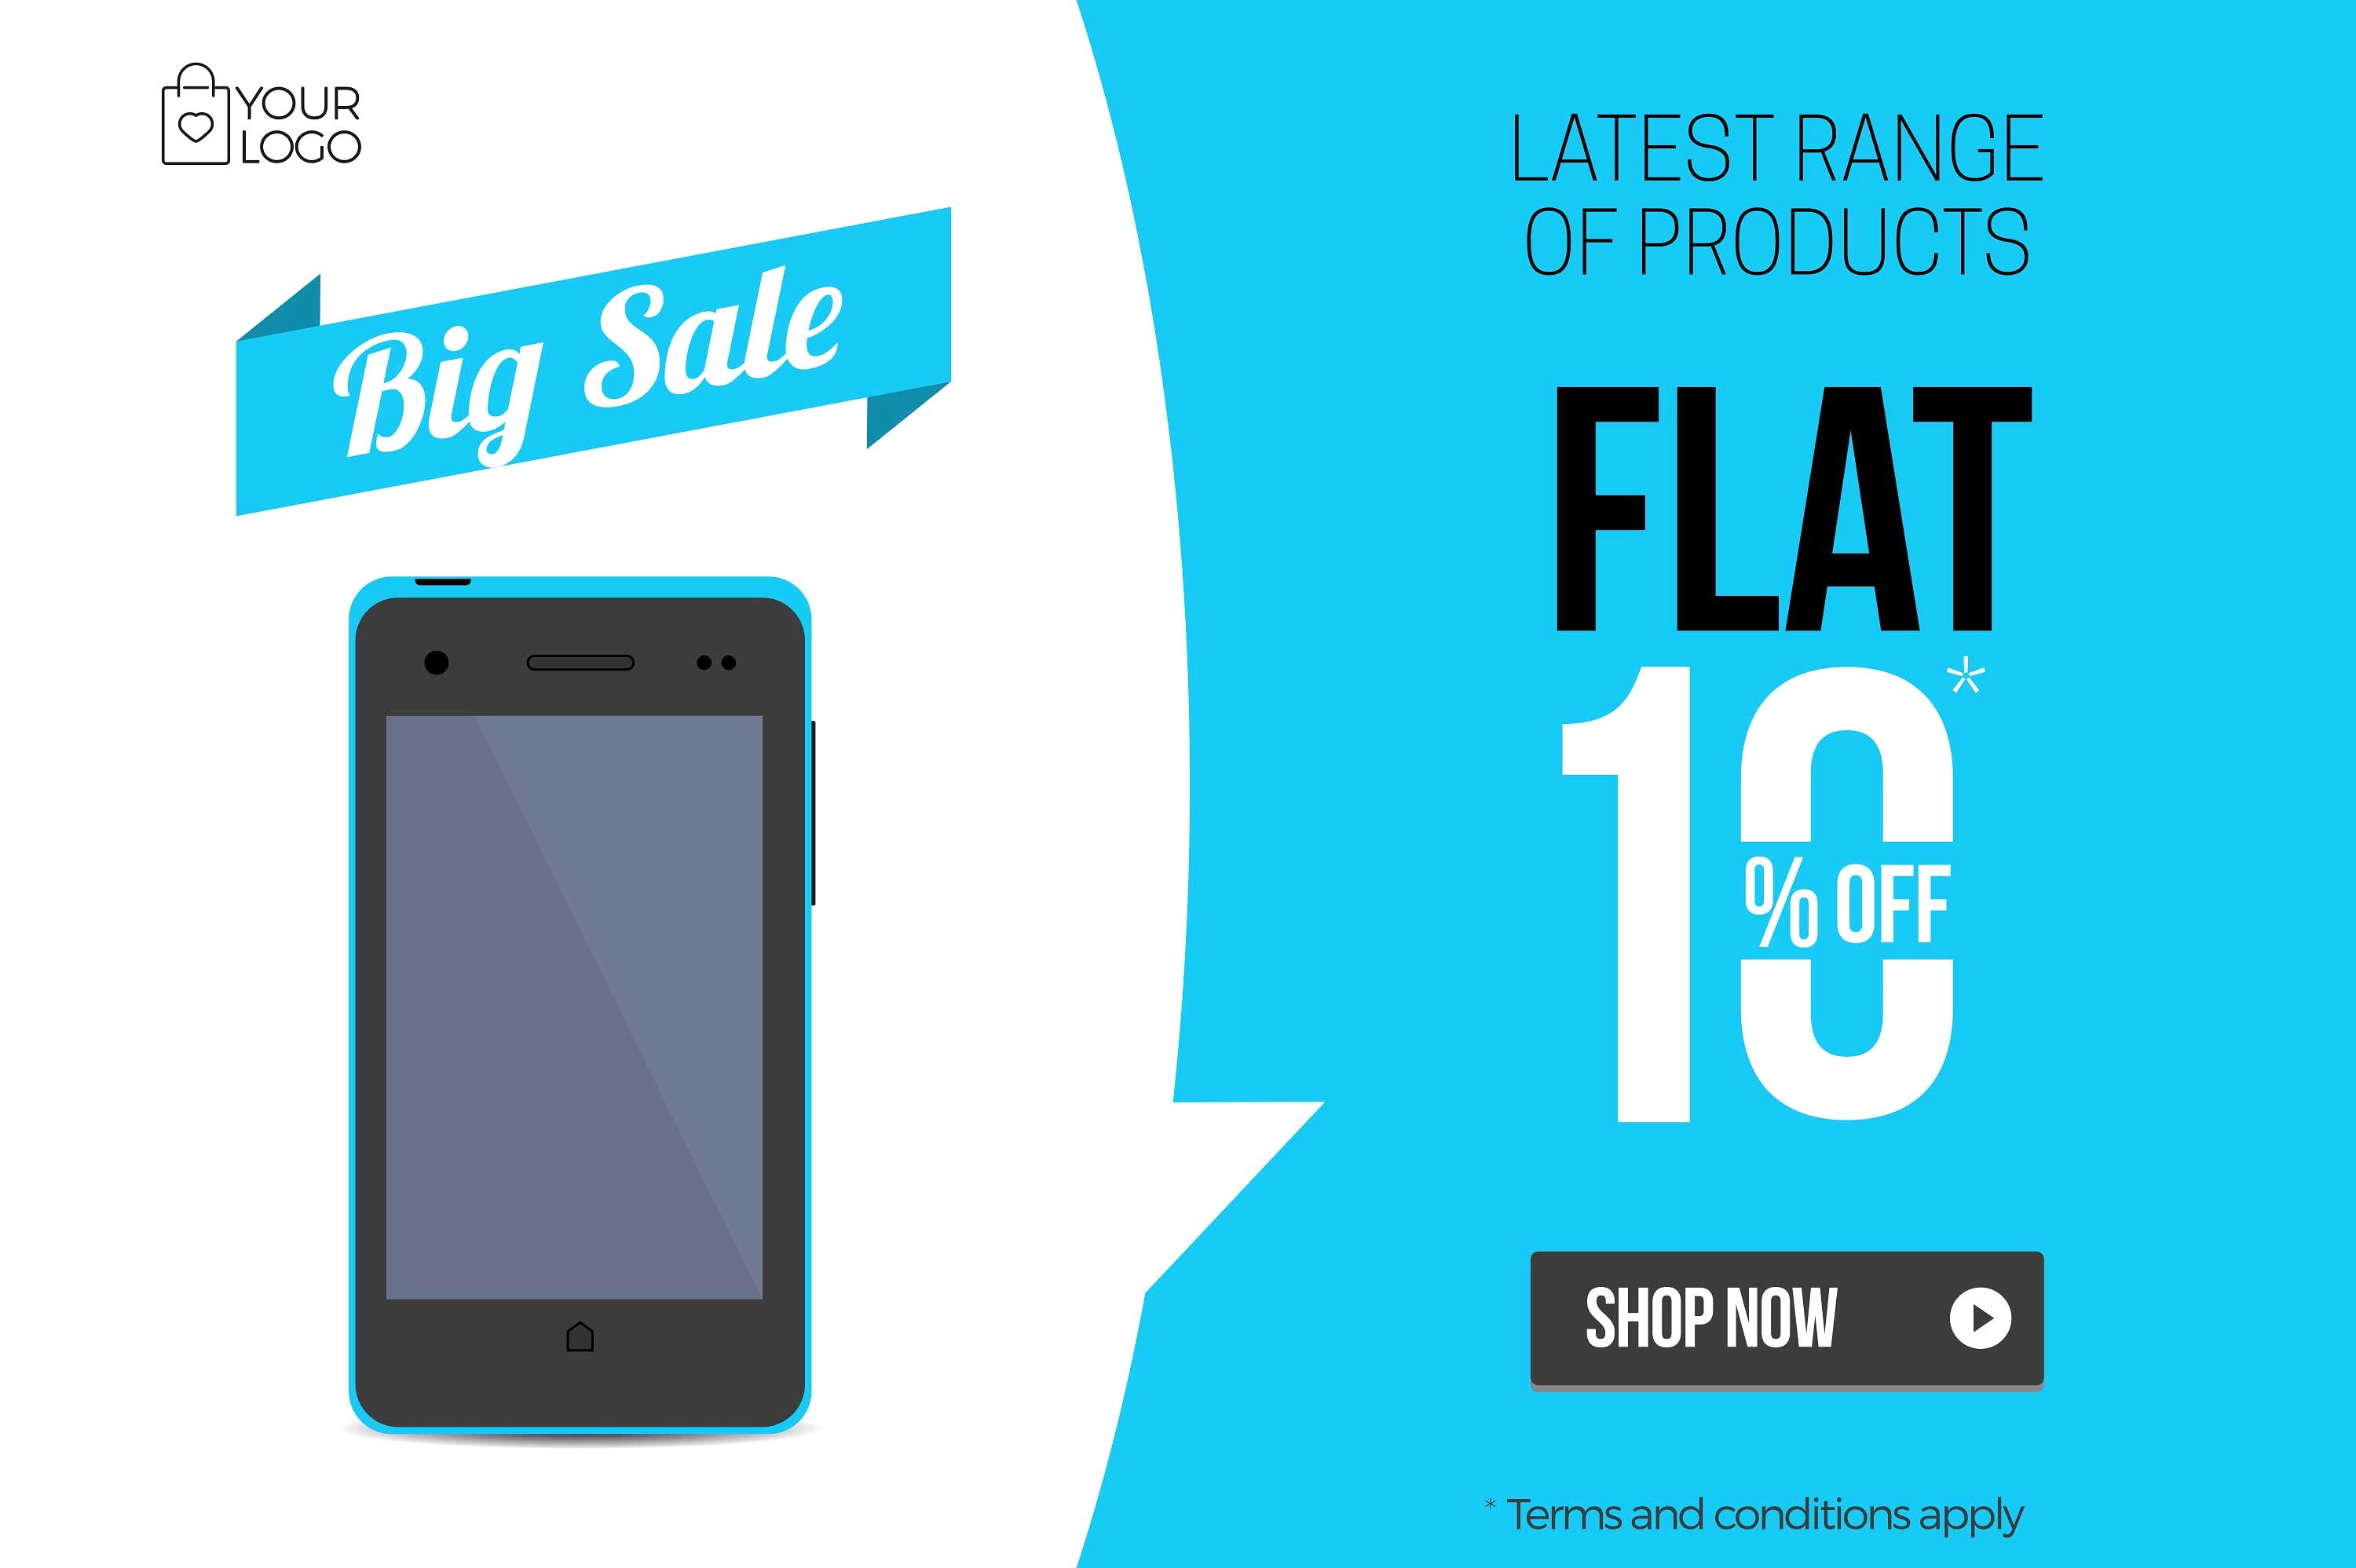 YOUR
LOGO
Big Sale
LATEST RANGE
OF PRODUCTS
FLAT
10*
% OFF
SHOP NOW
* Terms and conditions apply